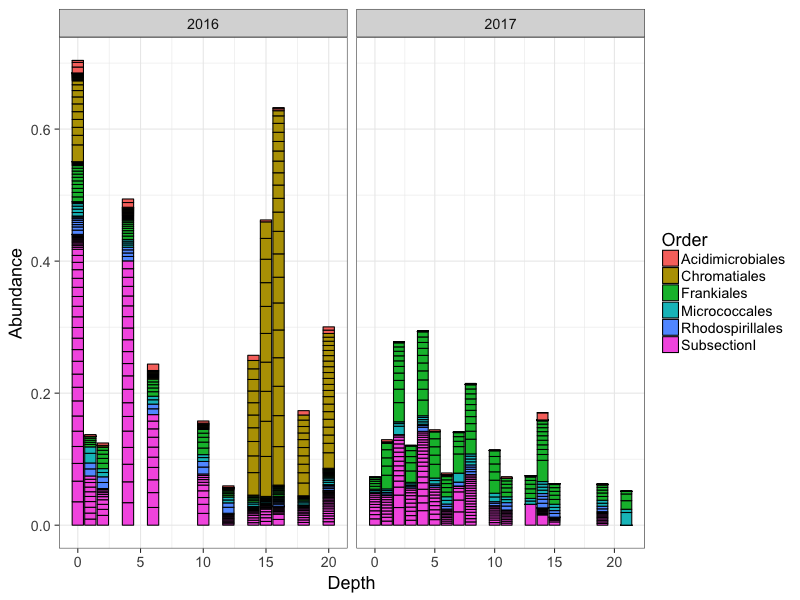 2016 2017
0.6
0.4
0.2
0.0
Abundance
0 5 10 15 20 0 5 10 15 20
Depth
Order
Acidimicrobiales
Chromatiales
Frankiales
Micrococcales
Rhodospirillales
SubsectionI